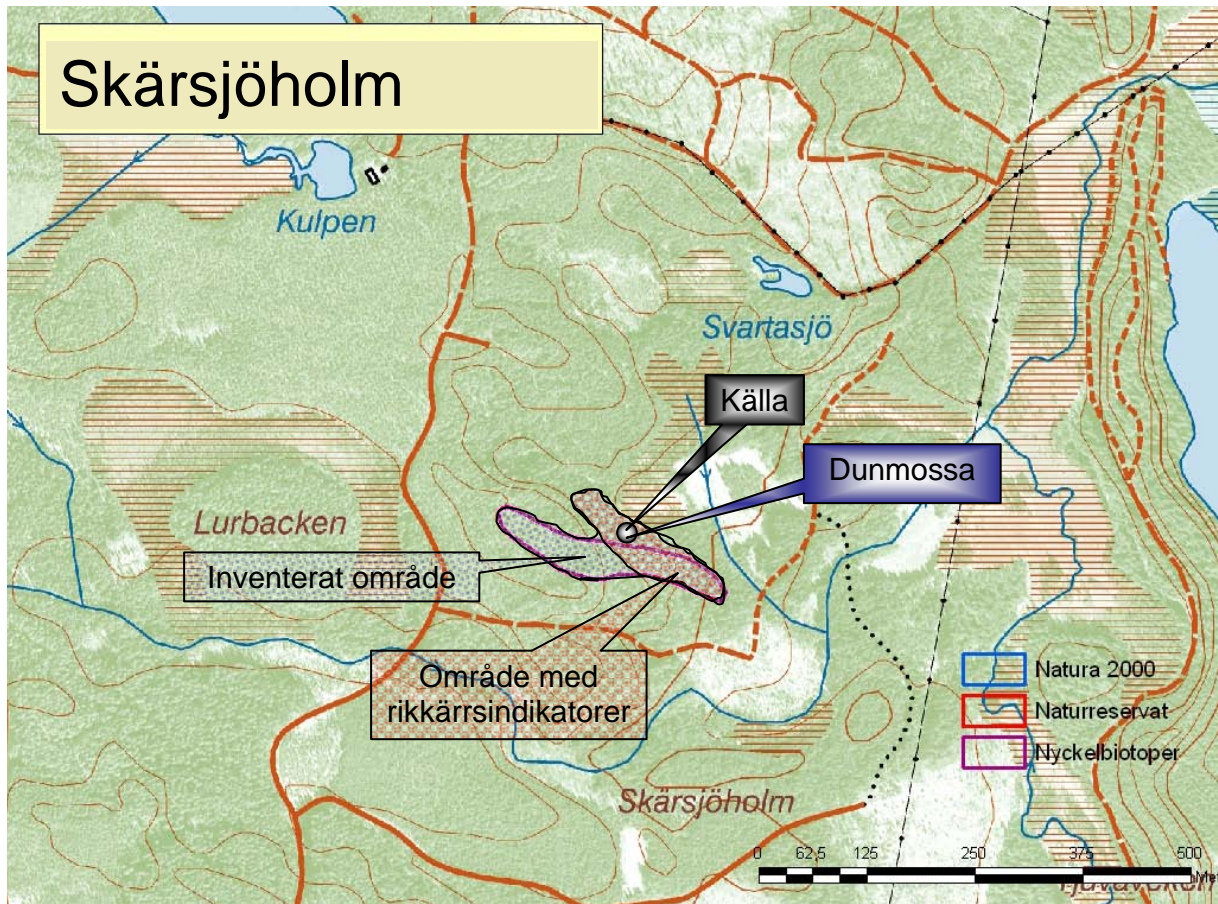 Skärsjöholm
Kulpen
Svartasjö
Källa
Dunmossa
Lurbacken
Inventerat område
Område med
rikkärrsindikatorer
Natura 2000
Naturreservat
Nyckelbiotoper
Skärsjöholm
0 62,5 125 250 375 500